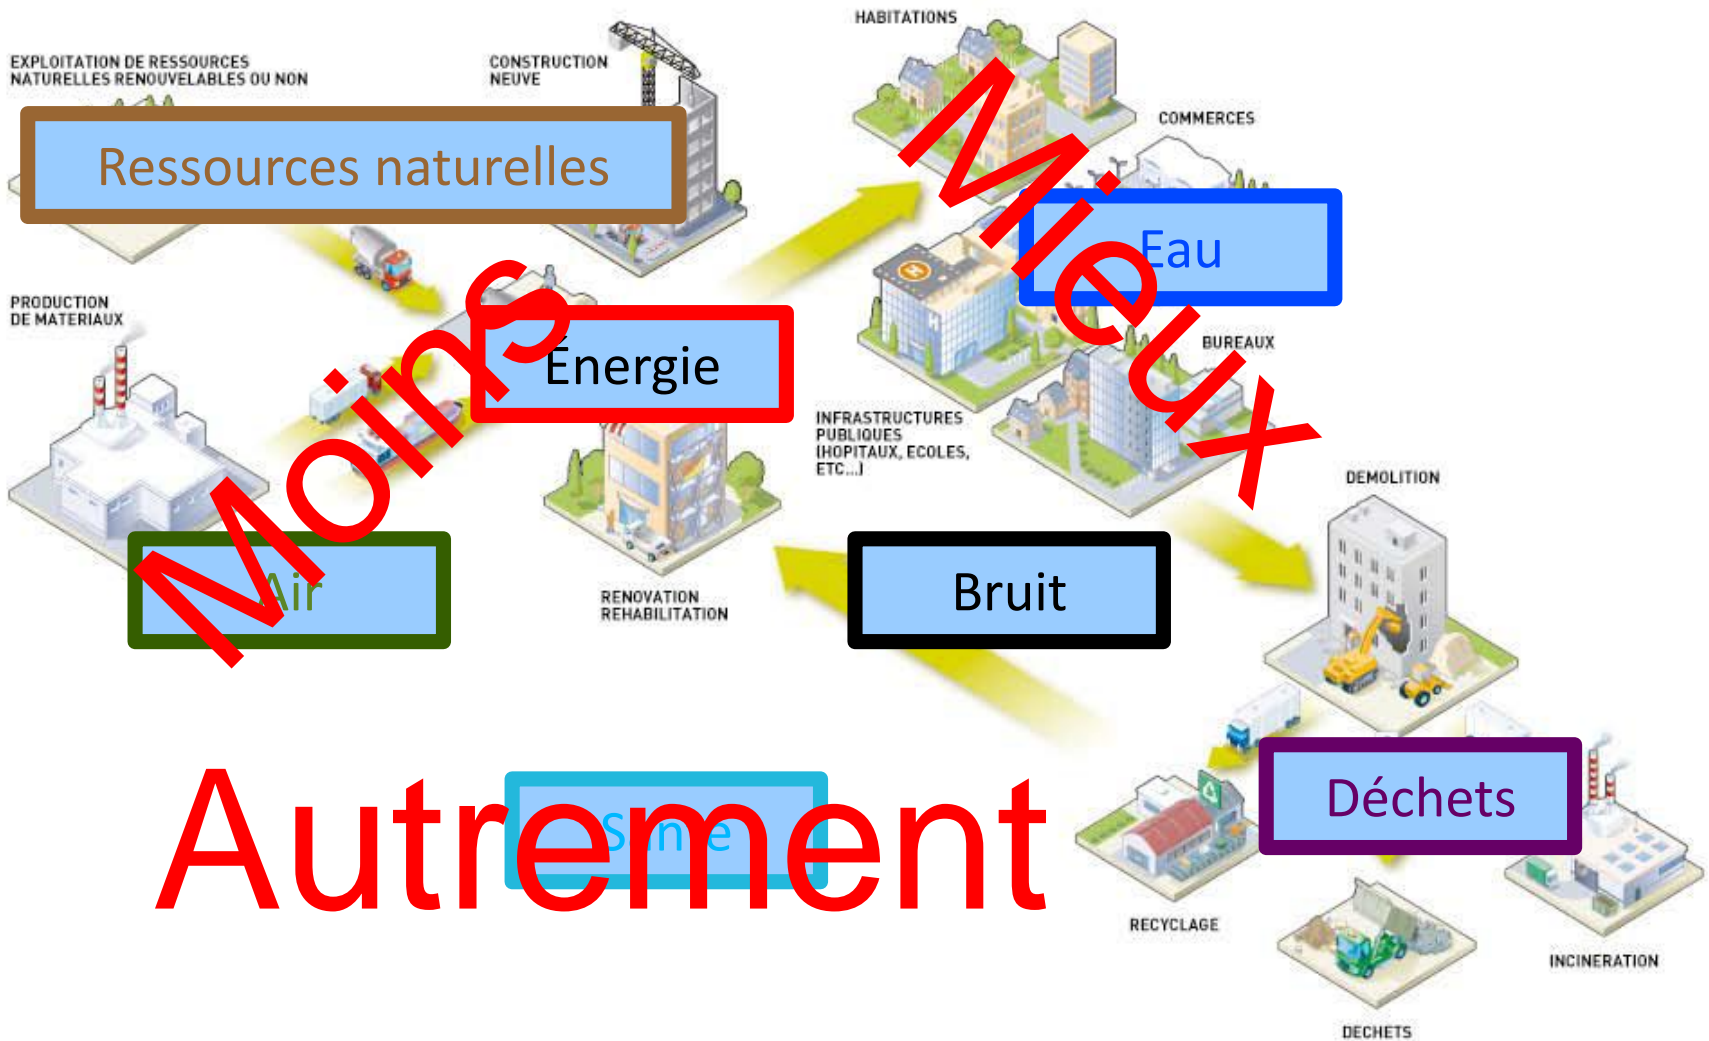 HABITATIONS
EXPLOITATION DE RESSOURCES
NATURELLES RENOUVELABLES OU NON
CONSTRUCTION
NEUVE
COMMERCES
Ressources naturelles
Mieux
Eau
PRODUCTION
DE MATERIAUX
Moins
Énergie
BUREAUX
INFRASTRUCTURES
PUBLIQUES
(HOPITAUX, ECOLES,
ETC...)
DEMOLITION
Air
Bruit
RENOVATION
REHABILITATION
Déchets
Autrement
Santé
RECYCLAGE
INCINERATION
DECHETS